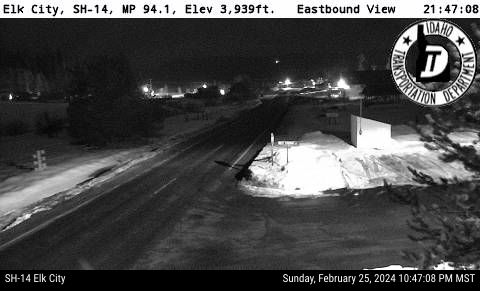 Elk City, SH-14, MP 94.1, Elev 3,939ft. Eastbound View 21:47:08
IDAHO
TRANSPORTATION DEPARTMENT
SH-14 Elk City Sunday, February 25, 2024 10:47:08 PM MST